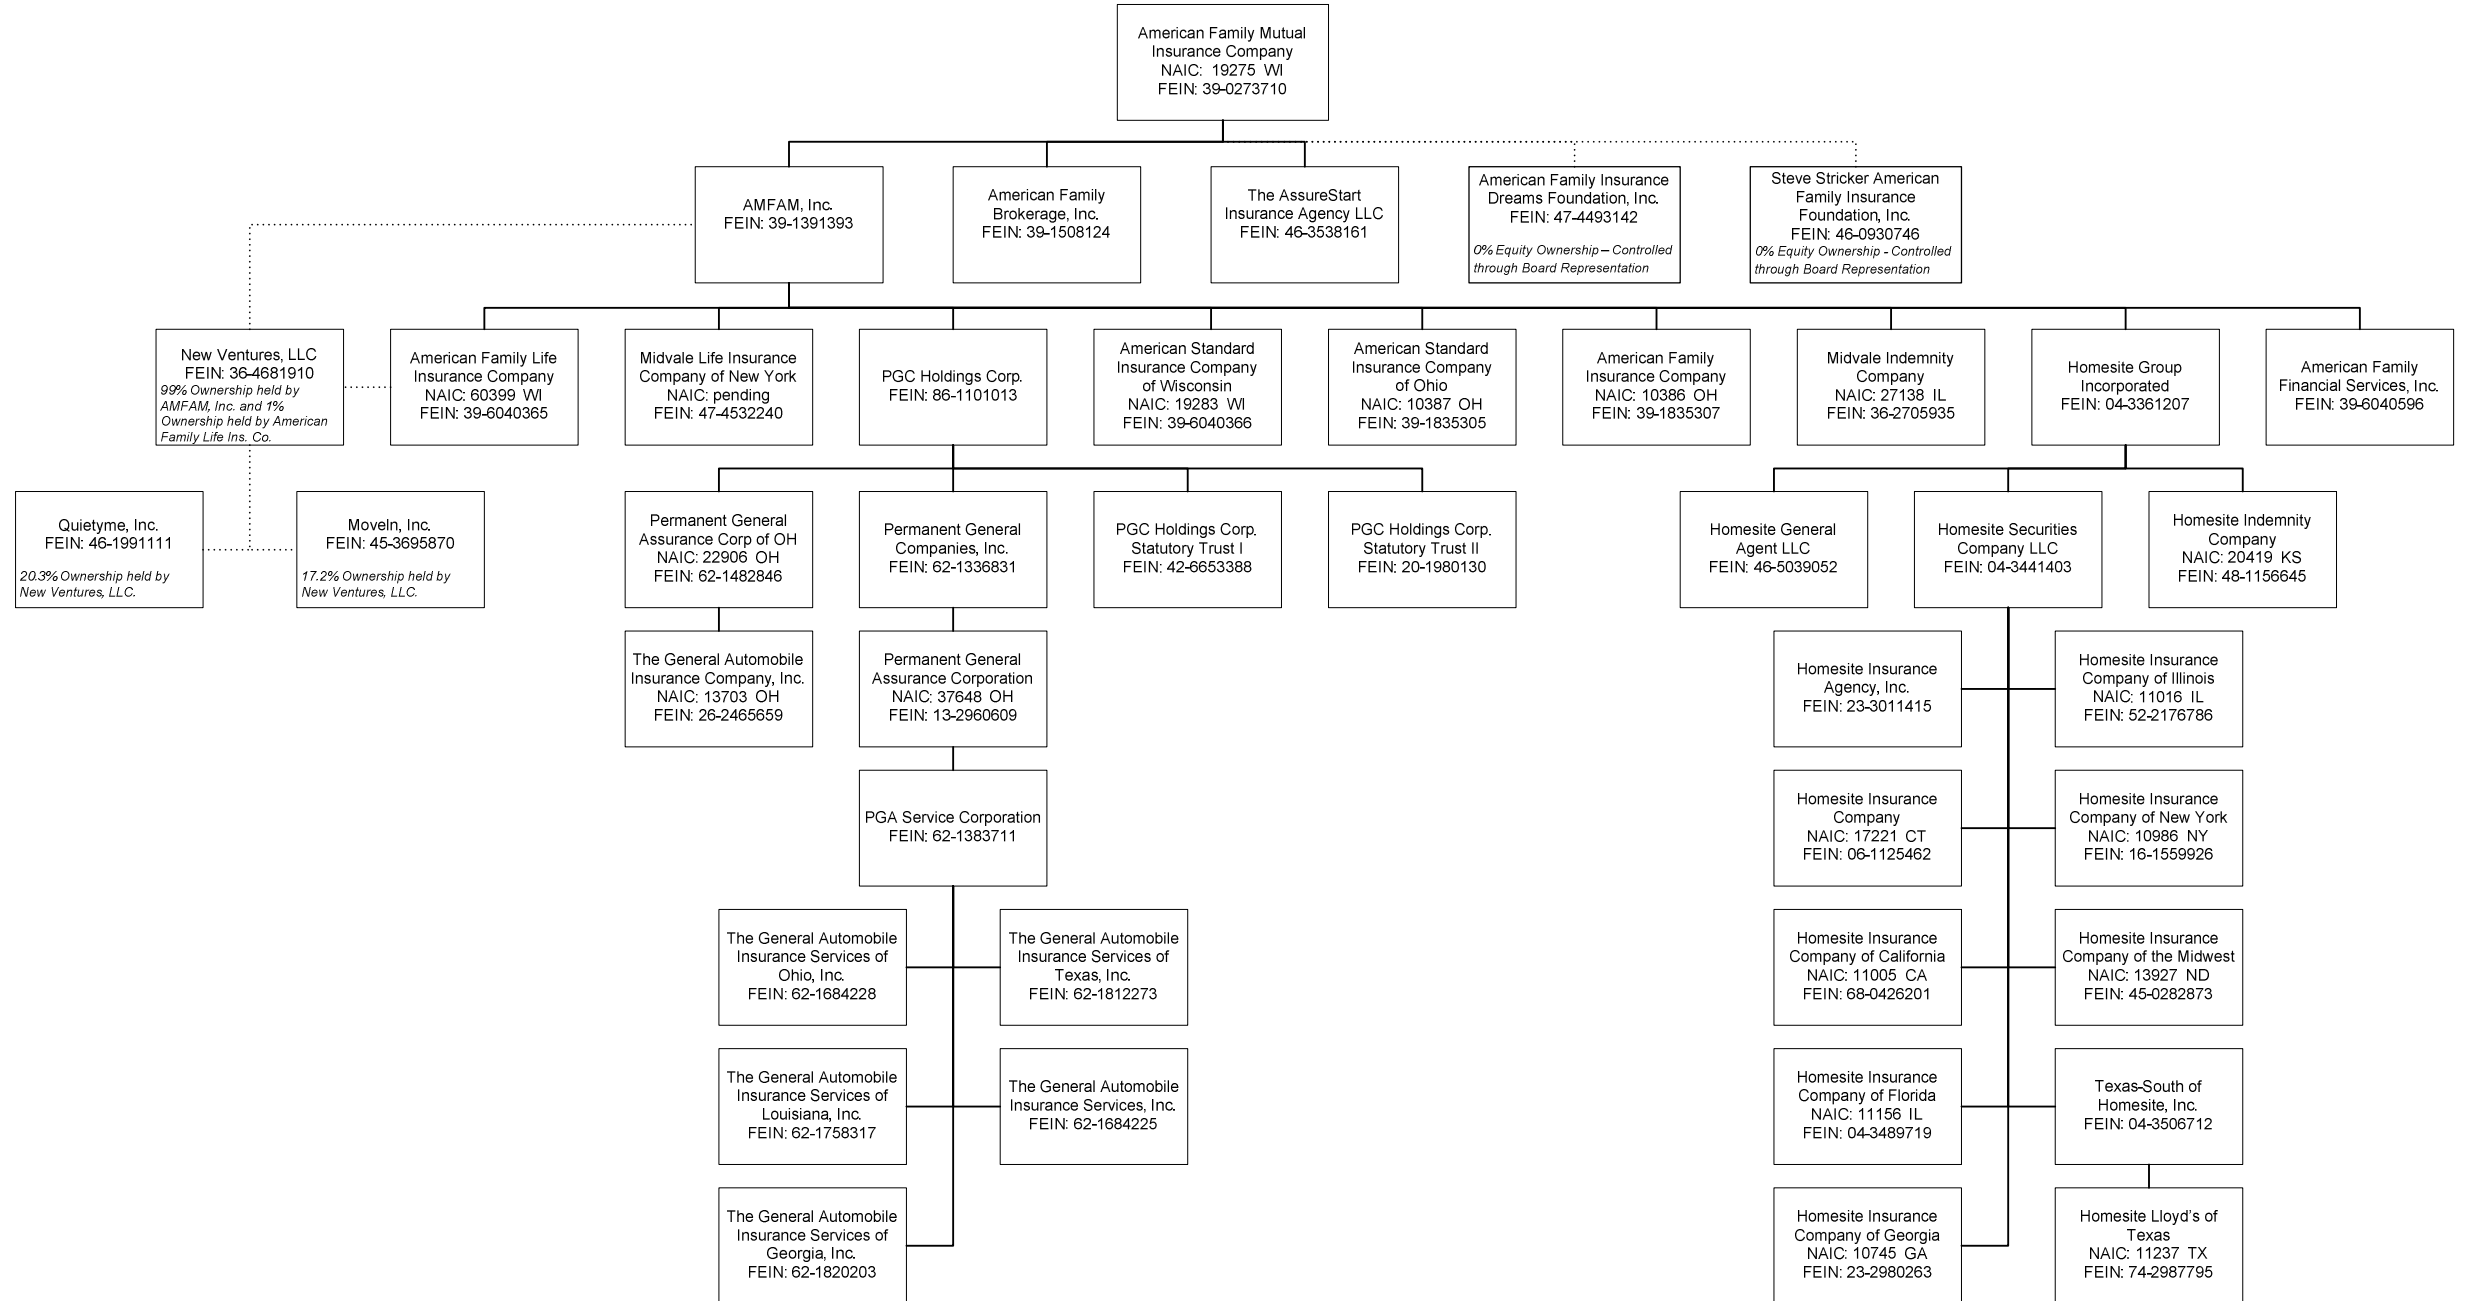 American Family Mutual
Insurance Company
NAIC: 19275 WI
FEIN: 39-0273710
AMFAM, Inc.
FEIN: 39-1391393
American Family
Brokerage, Inc.
FEIN: 39-1508124
The AssureStart
Insurance Agency LLC
FEIN: 46-3538161
American Family Insurance
Dreams Foundation, Inc.
FEIN: 47-4493142
0% Equity Ownership – Controlled
through Board Representation
Steve Stricker American
Family Insurance
Foundation, Inc.
FEIN: 46-0930746
0% Equity Ownership - Controlled
through Board Representation
New Ventures, LLC
FEIN: 36-4681910
99% Ownership held by
AMFAM, Inc. and 1%
Ownership held by American
Family Life Ins. Co.
American Family Life
Insurance Company
NAIC: 60399 WI
FEIN: 39-6040365
Midvale Life Insurance
Company of New York
NAIC: pending
FEIN: 47-4532240
PGC Holdings Corp.
FEIN: 86-1101013
American Standard
Insurance Company
of Wisconsin
NAIC: 19283 WI
FEIN: 39-6040366
American Standard
Insurance Company
of Ohio
NAIC: 10387 OH
FEIN: 39-1835305
American Family
Insurance Company
NAIC: 10386 OH
FEIN: 39-1835307
Midvale Indemnity
Company
NAIC: 27138 IL
FEIN: 36-2705935
Homesite Group
Incorporated
FEIN: 04-3361207
American Family
Financial Services, Inc.
FEIN: 39-6040596
Quietyme, Inc.
FEIN: 46-1991111
20.3% Ownership held by
New Ventures, LLC.
MoveIn, Inc.
FEIN: 45-3695870
17.2% Ownership held by
New Ventures, LLC.
Permanent General
Assurance Corp of OH
NAIC: 22906 OH
FEIN: 62-1482846
Permanent General
Companies, Inc.
FEIN: 62-1336831
PGC Holdings Corp.
Statutory Trust I
FEIN: 42-6653388
PGC Holdings Corp.
Statutory Trust II
FEIN: 20-1980130
Homesite General
Agent LLC
FEIN: 46-5039052
Homesite Securities
Company LLC
FEIN: 04-3441403
Homesite Indemnity
Company
NAIC: 20419 KS
FEIN: 48-1156645
The General Automobile
Insurance Company, Inc.
NAIC: 13703 OH
FEIN: 26-2465659
Permanent General
Assurance Corporation
NAIC: 37648 OH
FEIN: 13-2960609
Homesite Insurance
Agency, Inc.
FEIN: 23-3011415
Homesite Insurance
Company of Illinois
NAIC: 11016 IL
FEIN: 52-2176786
PGA Service Corporation
FEIN: 62-1383711
Homesite Insurance
Company
NAIC: 17221 CT
FEIN: 06-1125462
Homesite Insurance
Company of New York
NAIC: 10986 NY
FEIN: 16-1559926
The General Automobile
Insurance Services of
Ohio, Inc.
FEIN: 62-1684228
The General Automobile
Insurance Services of
Texas, Inc.
FEIN: 62-1812273
Homesite Insurance
Company of California
NAIC: 11005 CA
FEIN: 68-0426201
Homesite Insurance
Company of the Midwest
NAIC: 13927 ND
FEIN: 45-0282873
The General Automobile
Insurance Services of
Louisiana, Inc.
FEIN: 62-1758317
The General Automobile
Insurance Services, Inc.
FEIN: 62-1684225
Homesite Insurance
Company of Florida
NAIC: 11156 IL
FEIN: 04-3489719
Texas-South of
Homesite, Inc.
FEIN: 04-3506712
The General Automobile
Insurance Services of
Georgia, Inc.
FEIN: 62-1820203
Homesite Insurance
Company of Georgia
NAIC: 10745 GA
FEIN: 23-2980263
Homesite Lloyd's of
Texas
NAIC: 11237 TX
FEIN: 74-2987795